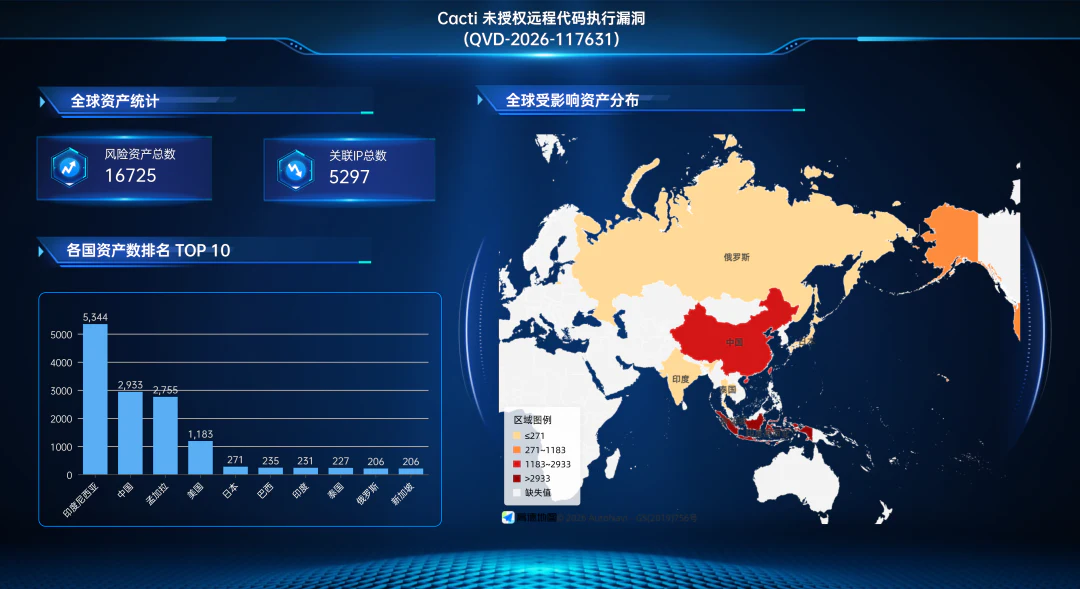 Cacti 未授权远程代码执行漏洞
(QVD-2026-117631)
全球资产统计
风险资产总数
16725
关联IP总数
5297
各国资产数排名 TOP 10
5000
4000
3000
2000
1000
0
5,344
2,933
2,755
1,183
271
235
231
227
206
206
印度尼西亚
中国
孟加拉
美国
日本
巴西
印度
泰国
俄罗斯
新加坡
全球受影响资产分布
俄罗斯
中国
印度
泰国
区域图例
≤271
271~1183
1183~2933
>2933
缺失值
高德地图